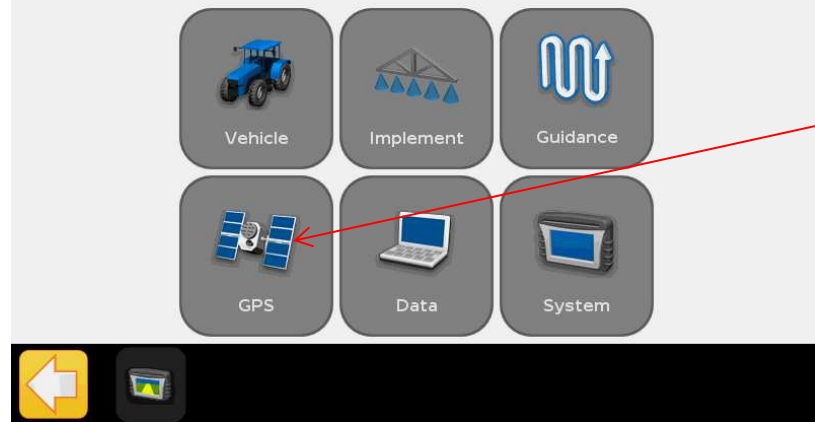 Vehicle
Implement
Guidance
GPS
Data
System